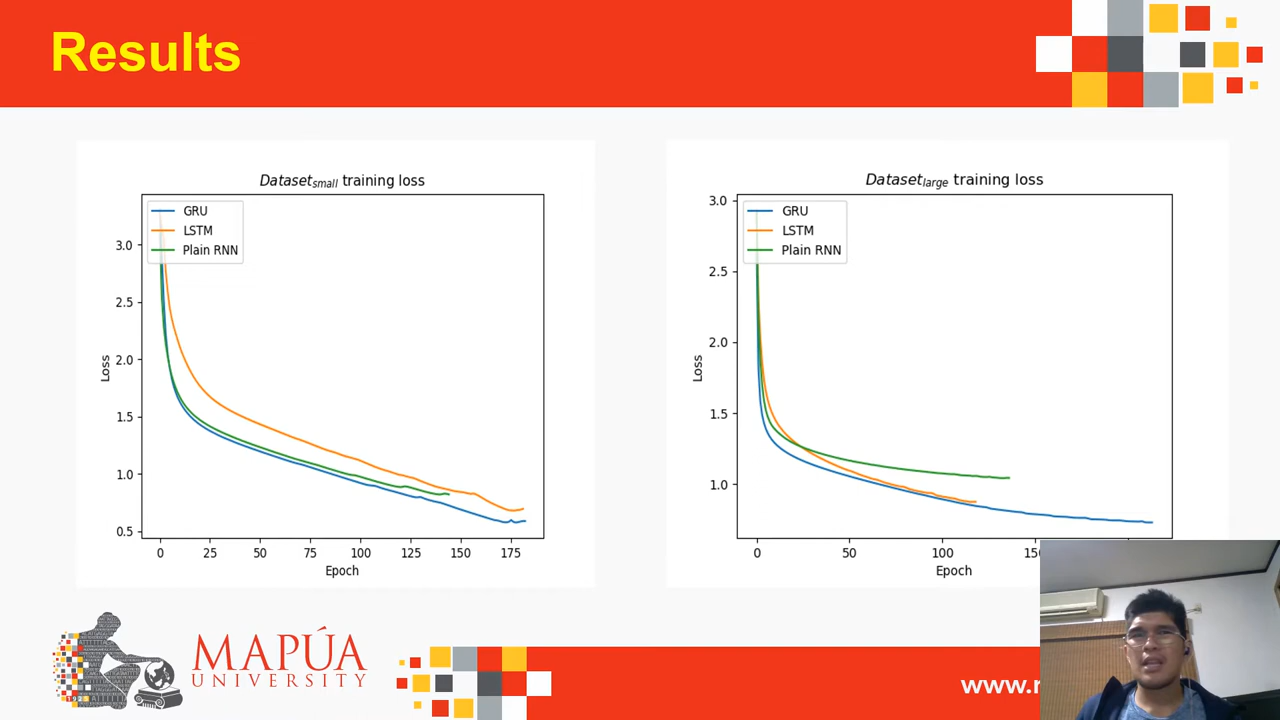 Results
Dataset_small training loss
GRU
LSTM
Plain RNN
3.0
2.5
2.0
1.5
1.0
0.5
Loss
0 25 50 75 100 125 150 175
Epoch
Dataset_large training loss
GRU
LSTM
Plain RNN
3.0
2.5
2.0
1.5
1.0
Loss
0 50 100
Epoch
MAPÚA
UNIVERSITY